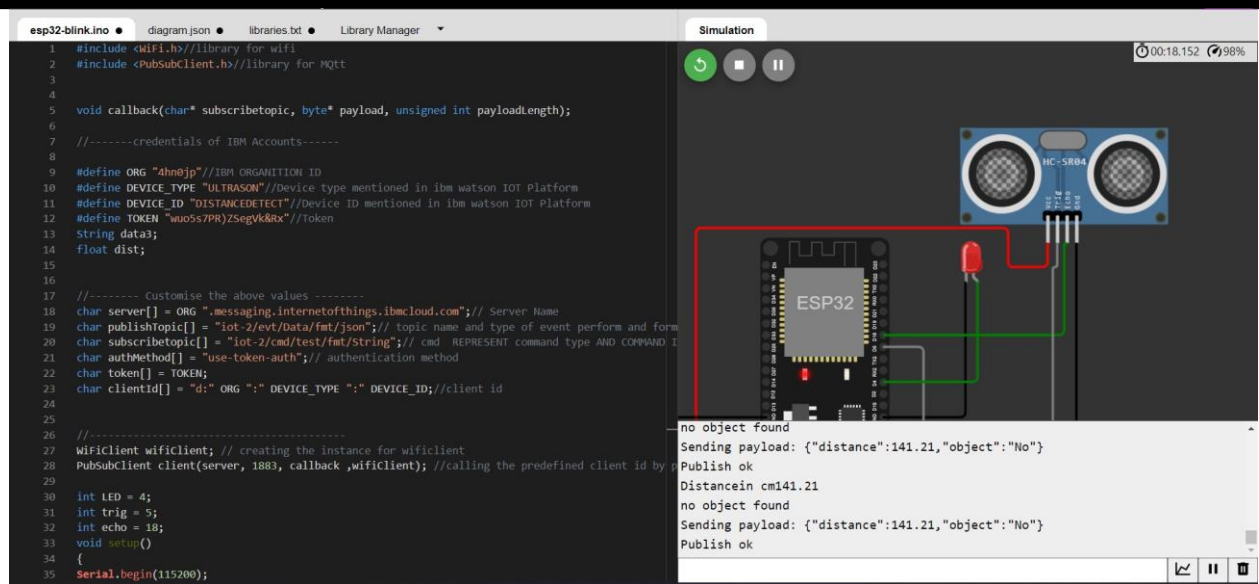 esp32-blink.ino ● diagram.json ● libraries.txt ● Library Manager ▼
1 #include <WiFi.h>//library for wifi
2 #include <PubSubClient.h>//library for MQtt
3
4
5 void callback(char* subscribetopic, byte* payload, unsigned int payloadLength);
6
7 //-------credentials of IBM Accounts------
8
9 #define ORG "4hn0jp"//IBM ORGANITION ID
10 #define DEVICE_TYPE "ULTRASON"//Device type mentioned in ibm watson IOT Platform
11 #define DEVICE_ID "DISTANCEDETECT"//Device ID mentioned in ibm watson IOT Platform
12 #define TOKEN "wuo5s7PR)ZSegVk&Rx"//Token
13 String data3;
14 float dist;
15
16
17 //-------- Customise the above values --------
18 char server[] = ORG ".messaging.internetofthings.ibmcloud.com";// Server Name
19 char publishTopic[] = "iot-2/evt/Data/fmt/json";// topic name and type of event perform and form
20 char subscribetopic[] = "iot-2/cmd/test/fmt/String";// cmd REPRESENT command type AND COMMAND I
21 char authMethod[] = "use-token-auth";// authentication method
22 char token[] = TOKEN;
23 char clientId[] = "d:" ORG ":" DEVICE_TYPE ":" DEVICE_ID;//client id
24
25
26 //-----------------------------------------
27 WiFiClient wifiClient; // creating the instance for wificlient
28 PubSubClient client(server, 1883, callback ,wifiClient); //calling the predefined client id by p
29
30 int LED = 4;
31 int trig = 5;
32 int echo = 18;
33 void setup()
34 {
35 Serial.begin(115200);
Simulation
00:18.152 98%
HC-SR04
Vcc
Trig
Echo
Gnd
ESP32
no object found
Sending payload: {"distance":141.21,"object":"No"}
Publish ok
Distancein cm141.21
no object found
Sending payload: {"distance":141.21,"object":"No"}
Publish ok